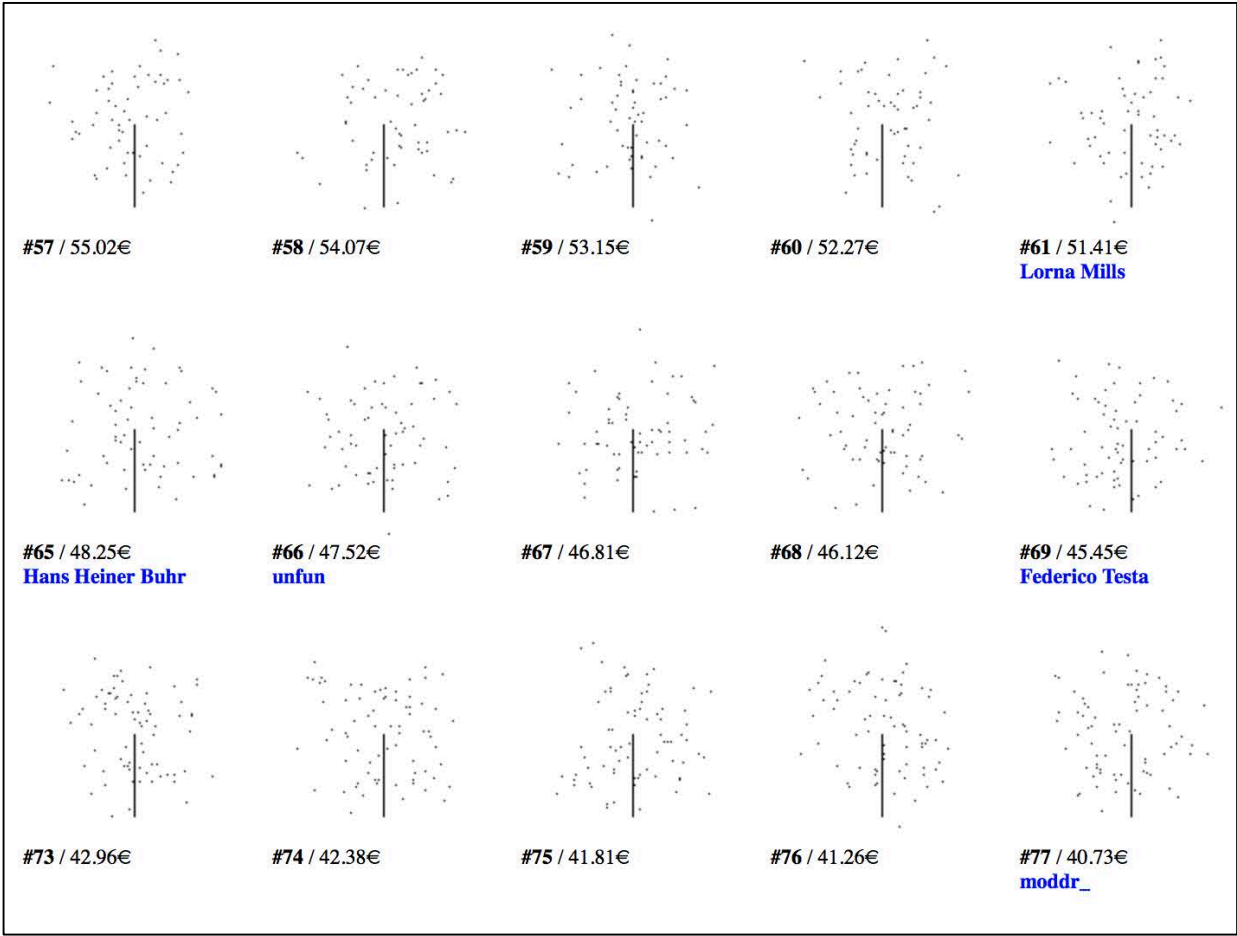 #57 / 55.02€
#58 / 54.07€
#59 / 53.15€
#60 / 52.27€
#61 / 51.41€
Lorna Mills
#65 / 48.25€
Hans Heiner Buhr
#66 / 47.52€
unfun
#67 / 46.81€
#68 / 46.12€
#69 / 45.45€
Federico Testa
#73 / 42.96€
#74 / 42.38€
#75 / 41.81€
#76 / 41.26€
#77 / 40.73€
moddr_